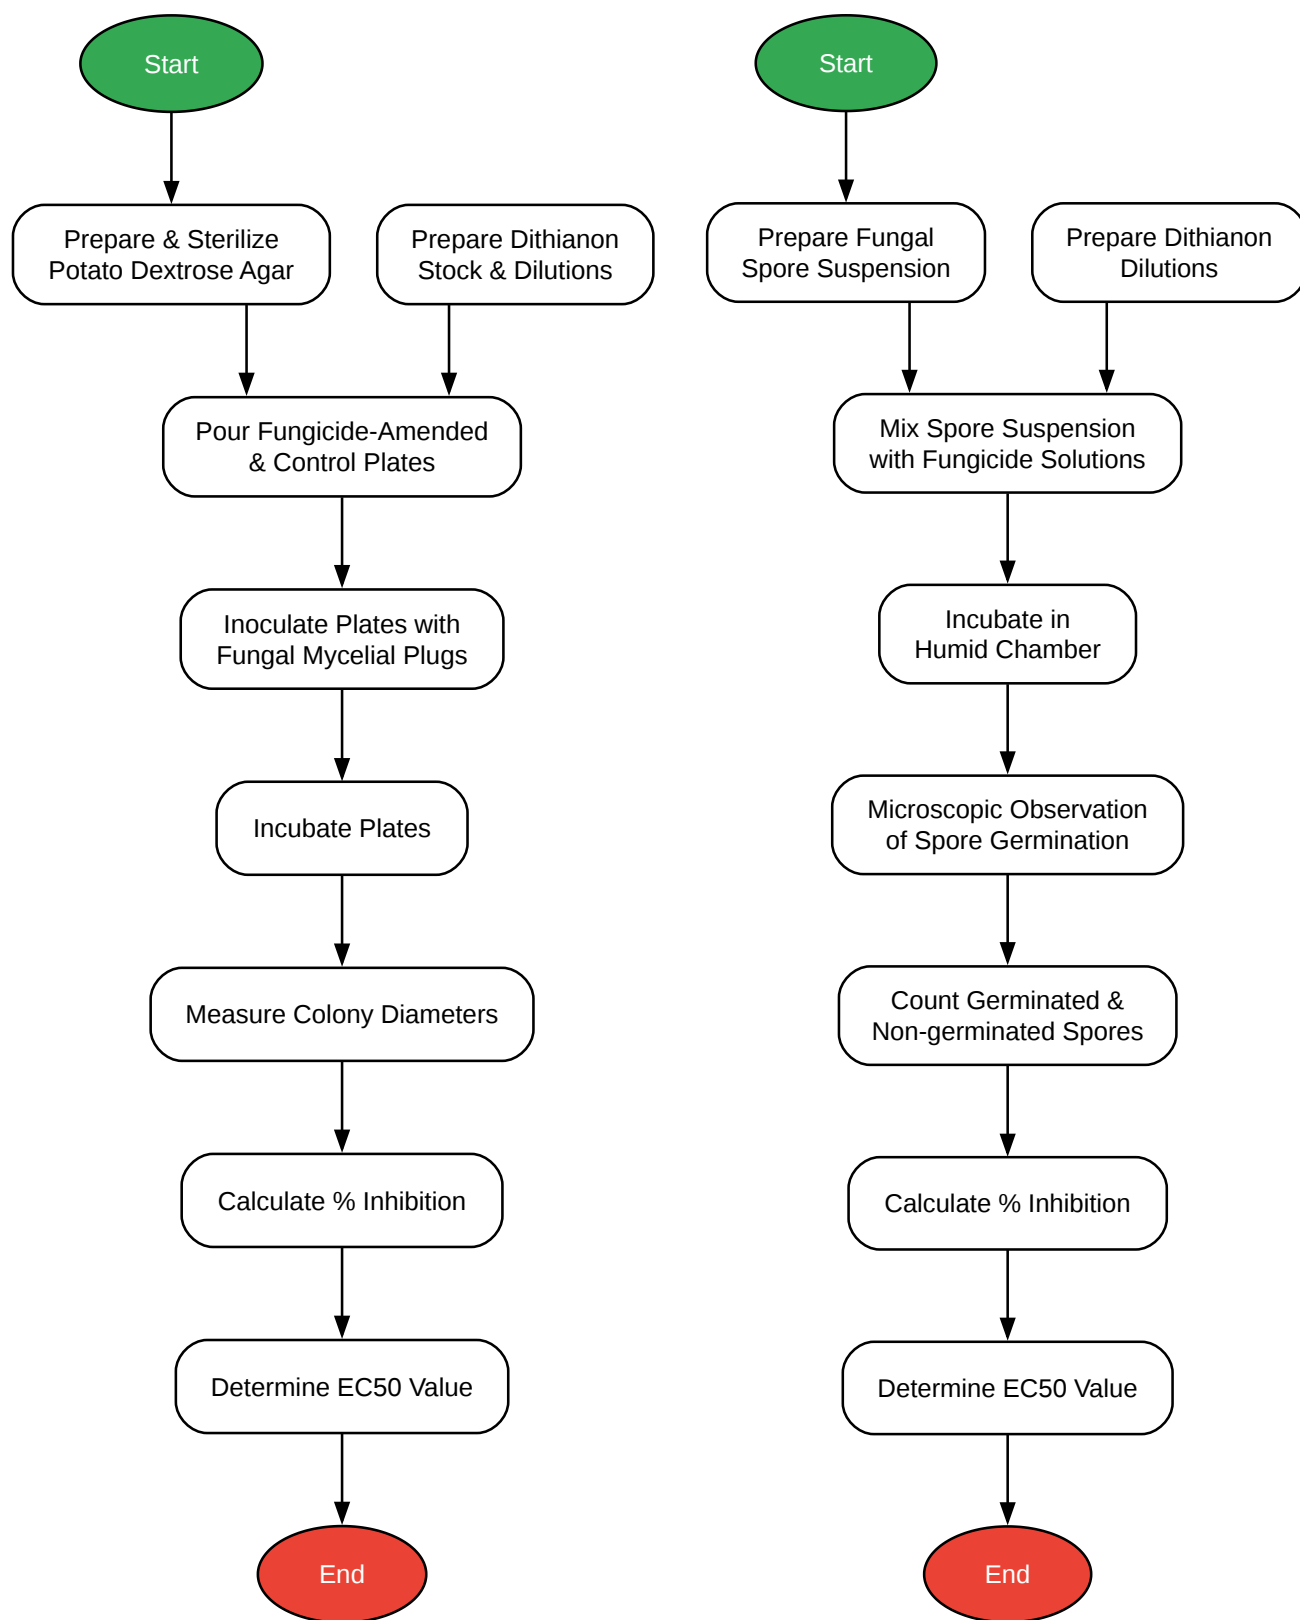 Start
Prepare & Sterilize
Potato Dextrose Agar
Prepare Dithianon
Stock & Dilutions
Pour Fungicide-Amended
& Control Plates
Inoculate Plates with
Fungal Mycelial Plugs
Incubate Plates
Measure Colony Diameters
Calculate % Inhibition
Determine EC50 Value
End
Start
Prepare Fungal
Spore Suspension
Prepare Dithianon
Dilutions
Mix Spore Suspension
with Fungicide Solutions
Incubate in
Humid Chamber
Microscopic Observation
of Spore Germination
Count Germinated &
Non-germinated Spores
Calculate % Inhibition
Determine EC50 Value
End